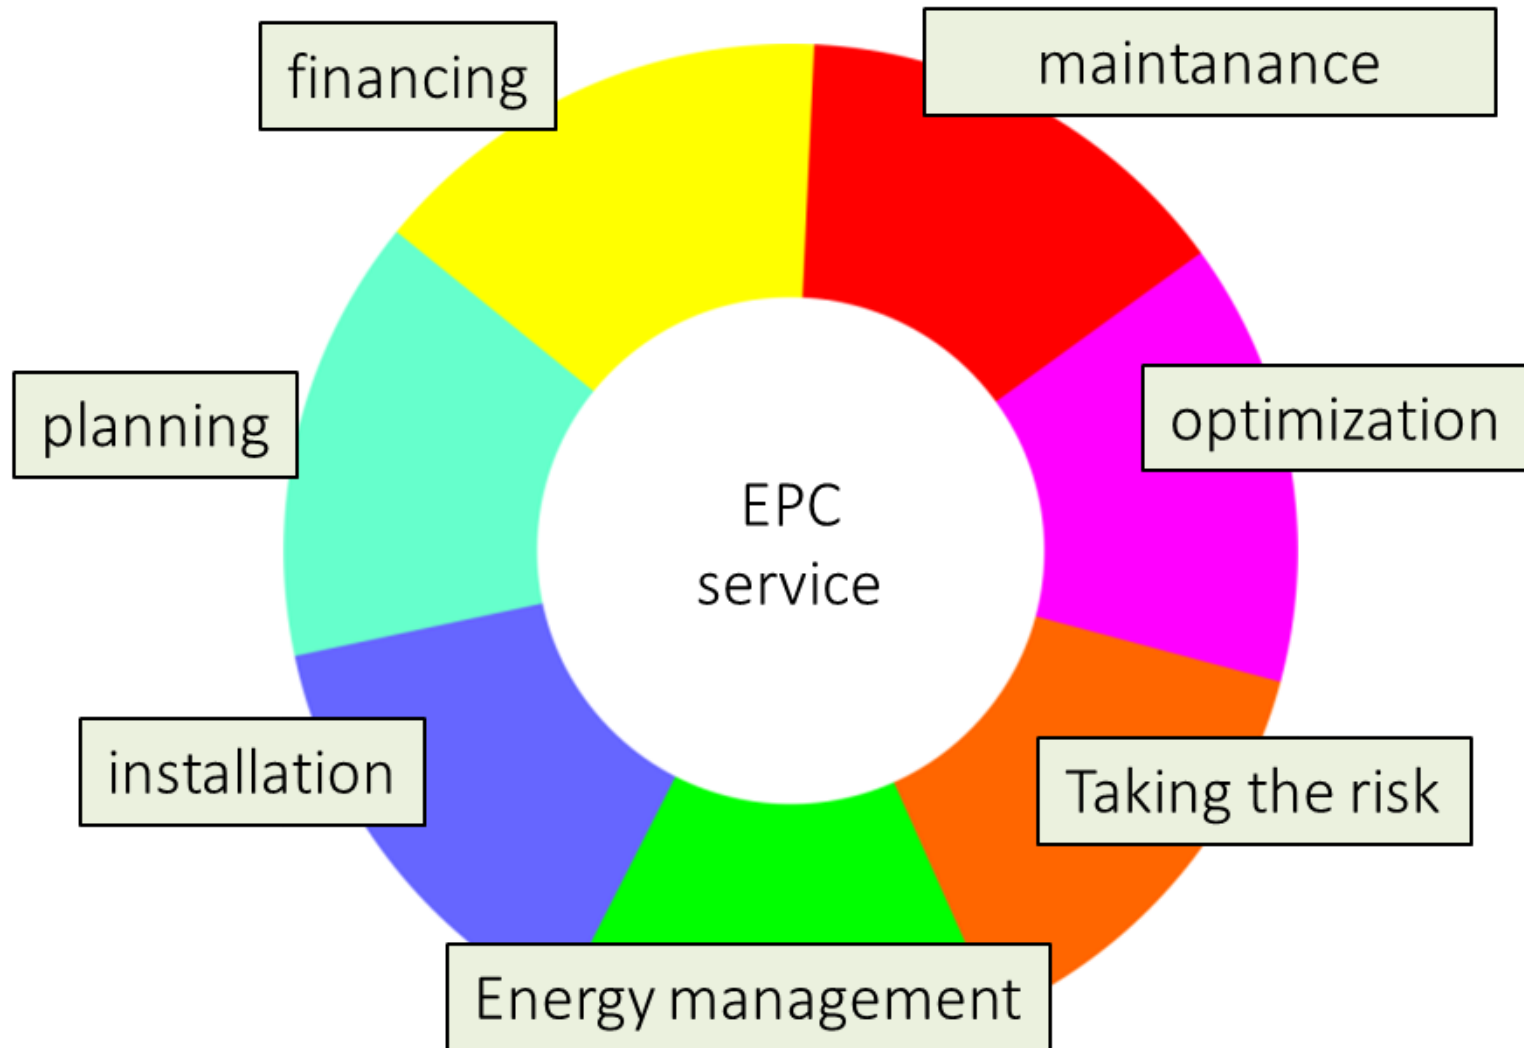 financing
maintanance
planning
optimization
EPC
service
installation
Taking the risk
Energy management